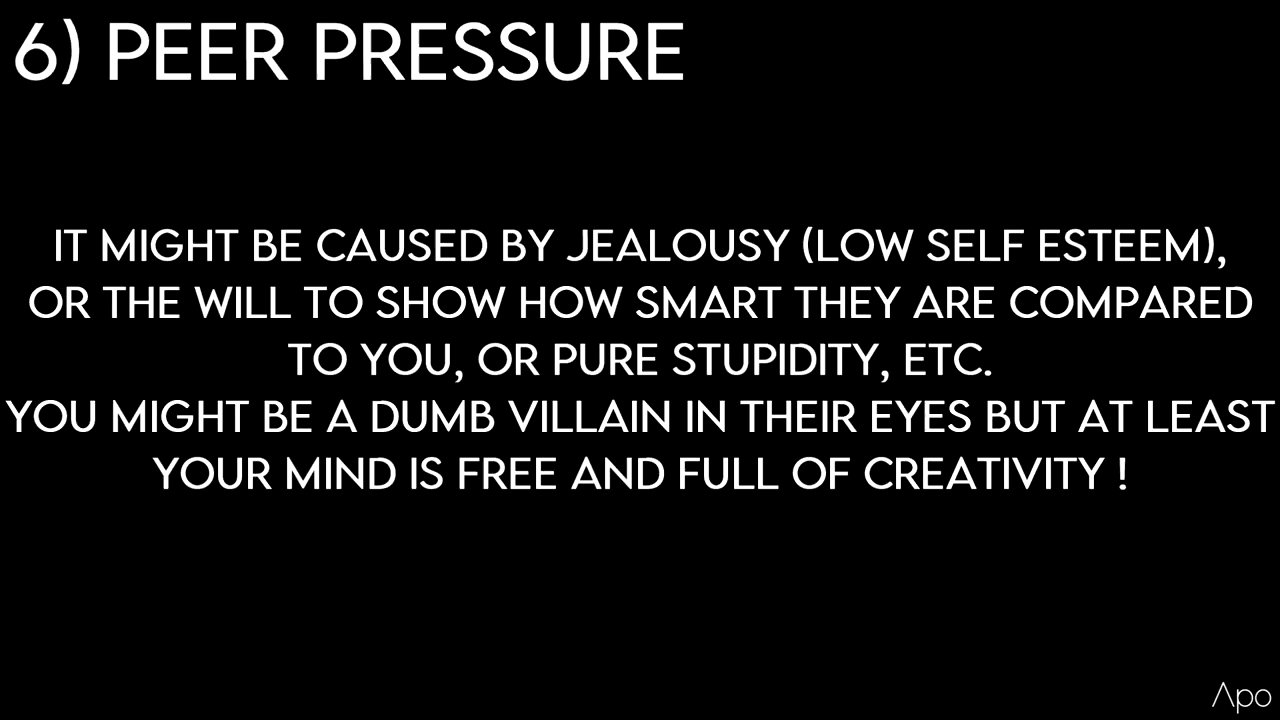 6) PEER PRESSURE
IT MIGHT BE CAUSED BY JEALOUSY (LOW SELF ESTEEM),
OR THE WILL TO SHOW HOW SMART THEY ARE COMPARED
TO YOU, OR PURE STUPIDITY, ETC.
YOU MIGHT BE A DUMB VILLAIN IN THEIR EYES BUT AT LEAST
YOUR MIND IS FREE AND FULL OF CREATIVITY !
Apo